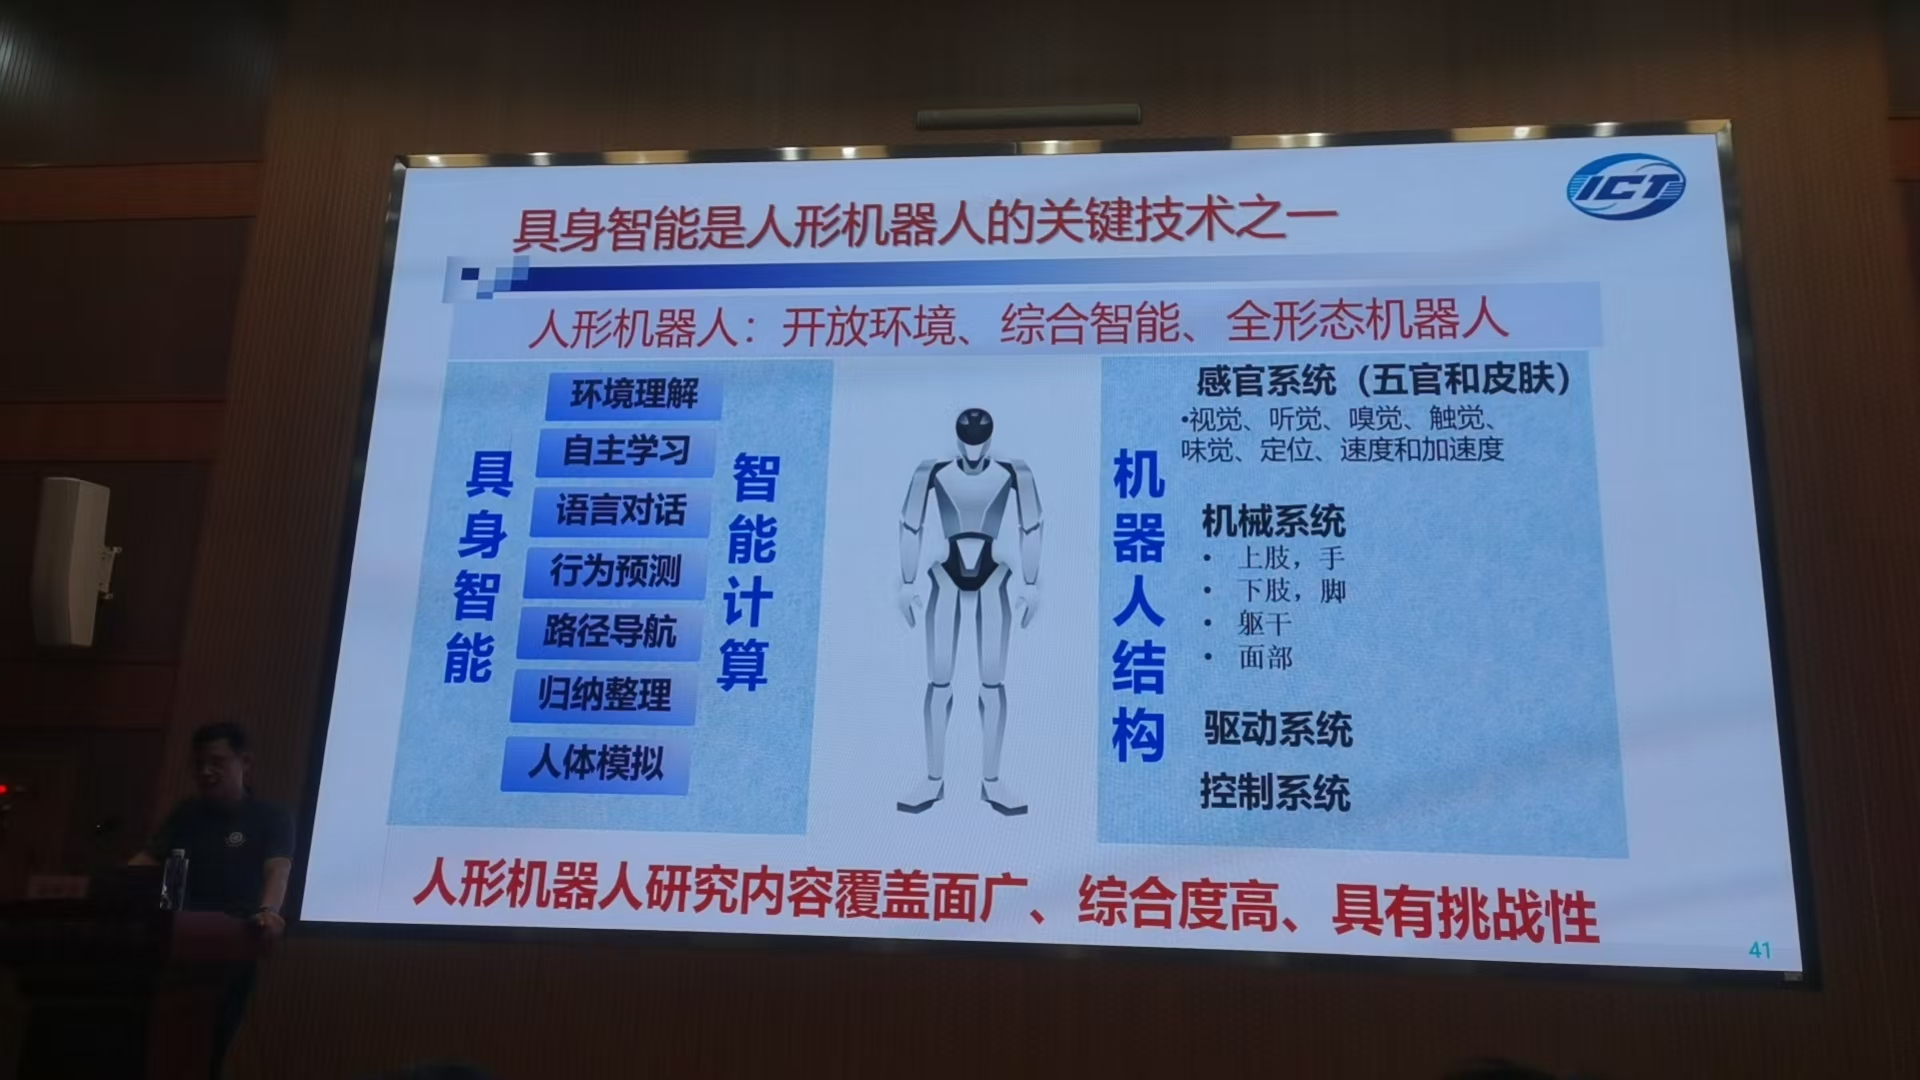 ICT
具身智能是人形机器人的关键技术之一
人形机器人：开放环境、综合智能、全形态机器人
具身智能
环境理解
自主学习
语言对话
行为预测
路径导航
归纳整理
人体模拟
智能计算
机器人结构
感官系统（五官和皮肤）
•视觉、听觉、嗅觉、触觉、
味觉、定位、速度和加速度
机械系统
• 上肢，手
• 下肢，脚
• 躯干
• 面部
驱动系统
控制系统
人形机器人研究内容覆盖面广、综合度高、具有挑战性
41